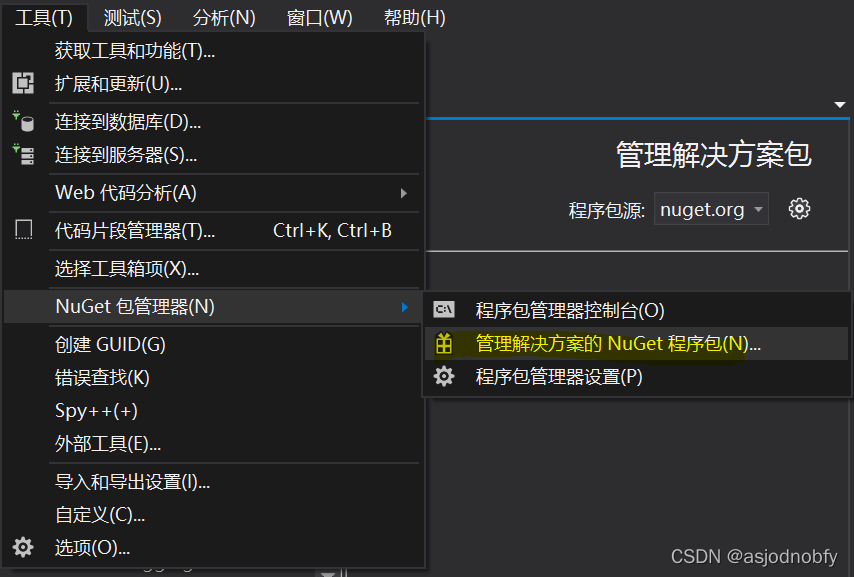 工具(T) 测试(S) 分析(N) 窗口(W) 帮助(H)
获取工具和功能(T)...
扩展和更新(U)...
连接到数据库(D)...
连接到服务器(S)...
Web 代码分析(A)
代码片段管理器(T)... Ctrl+K, Ctrl+B
选择工具箱项(X)...
NuGet 包管理器(N)
创建 GUID(G)
错误查找(K)
Spy++(+)
外部工具(E)...
导入和导出设置(I)...
自定义(C)...
选项(O)...
管理解决方案包
程序包源: nuget.org
C:\
程序包管理器控制台(O)
管理解决方案的 NuGet 程序包(N)...
程序包管理器设置(P)
CSDN @asjodnobfy